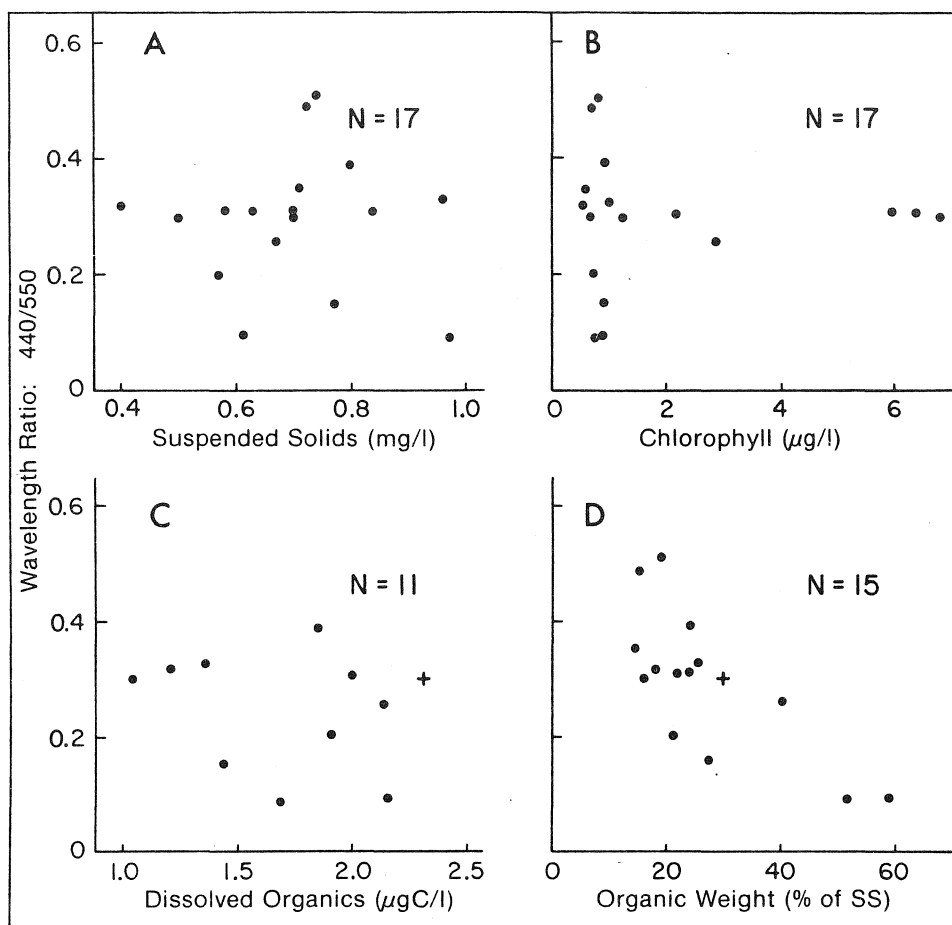 Wavelength Ratio: 440/550
A
N = 17
0.6
0.4
0.2
0
0.4 0.6 0.8 1.0
Suspended Solids (mg/l)
B
N = 17
0 2 4 6
Chlorophyll (µg/l)
C
N = 11
0.6
0.4
0.2
0
1.0 1.5 2.0 2.5
Dissolved Organics (µgC/l)
D
N = 15
0 20 40 60
Organic Weight (% of SS)